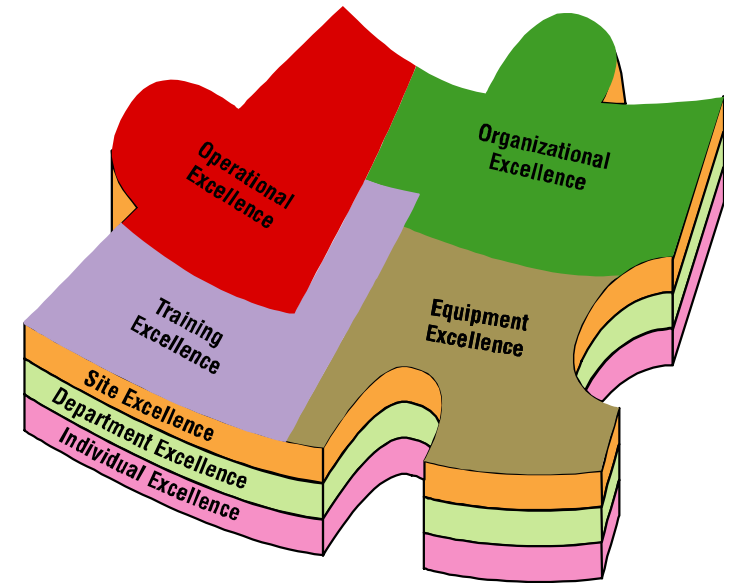 Operational
Excellence
Organizational
Excellence
Training
Excellence
Equipment
Excellence
Site Excellence
Department Excellence
Individual Excellence